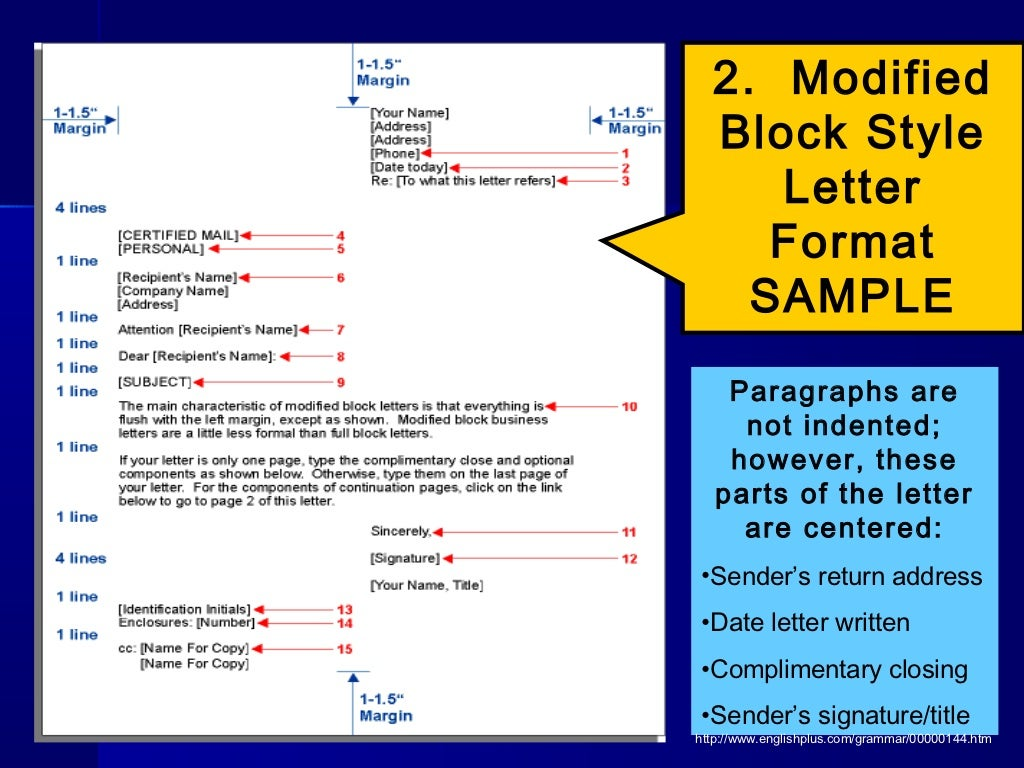 1-1.5“
Margin
1-1.5“
Margin
1-1.5“
Margin
[Your Name]
[Address]
[Address]
[Phone] 1
[Date today] 2
Re: [To what this letter refers] 3
4 lines
[CERTIFIED MAIL] 4
[PERSONAL] 5
1 line
[Recipient's Name] 6
[Company Name]
[Address]
1 line
Attention [Recipient's Name] 7
1 line
Dear [Recipient's Name]: 8
1 line
[SUBJECT] 9
1 line
The main characteristic of modified block letters is that everything is 10
flush with the left margin, except as shown. Modified block business
letters are a little less formal than full block letters.
1 line
If your letter is only one page, type the complimentary close and optional
components as shown below. Otherwise, type them on the last page of
your letter. For the components of continuation pages, click on the link
below to go to page 2 of this letter.
1 line
Sincerely, 11
4 lines
[Signature] 12
[Your Name, Title]
1 line
[Identification Initials] 13
Enclosures: [Number] 14
1 line
cc: [Name For Copy] 15
[Name For Copy]
1-1.5“
Margin
2. Modified
Block Style
Letter
Format
SAMPLE
Paragraphs are
not indented;
however, these
parts of the letter
are centered:
•Sender’s return address
•Date letter written
•Complimentary closing
•Sender’s signature/title
http://www.englishplus.com/grammar/00000144.htm